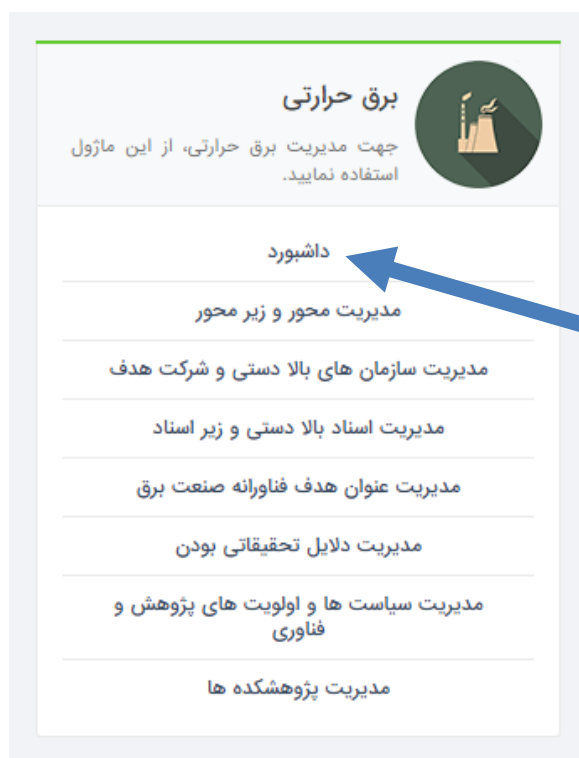 برق حرارتی
جهت مدیریت برق حرارتی، از این ماژول
استفاده نمایید.
داشبورد
مدیریت محور و زیر محور
مدیریت سازمان های بالا دستی و شرکت هدف
مدیریت اسناد بالا دستی و زیر اسناد
مدیریت عنوان هدف فناورانه صنعت برق
مدیریت دلایل تحقیقاتی بودن
مدیریت سیاست ها و اولویت های پژوهش و
فناوری
مدیریت پژوهشکده ها